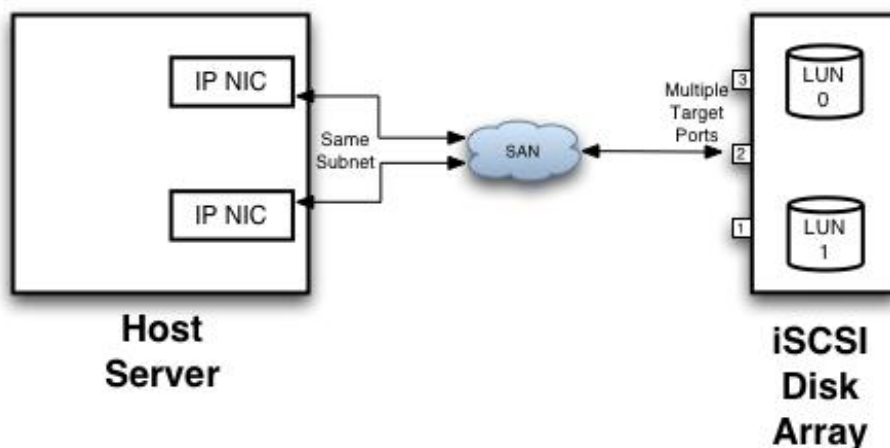 IP NIC
IP NIC
Same
Subnet
SAN
Multiple
Target
Ports
3
2
1
LUN
0
LUN
1
Host
Server
iSCSI
Disk
Array